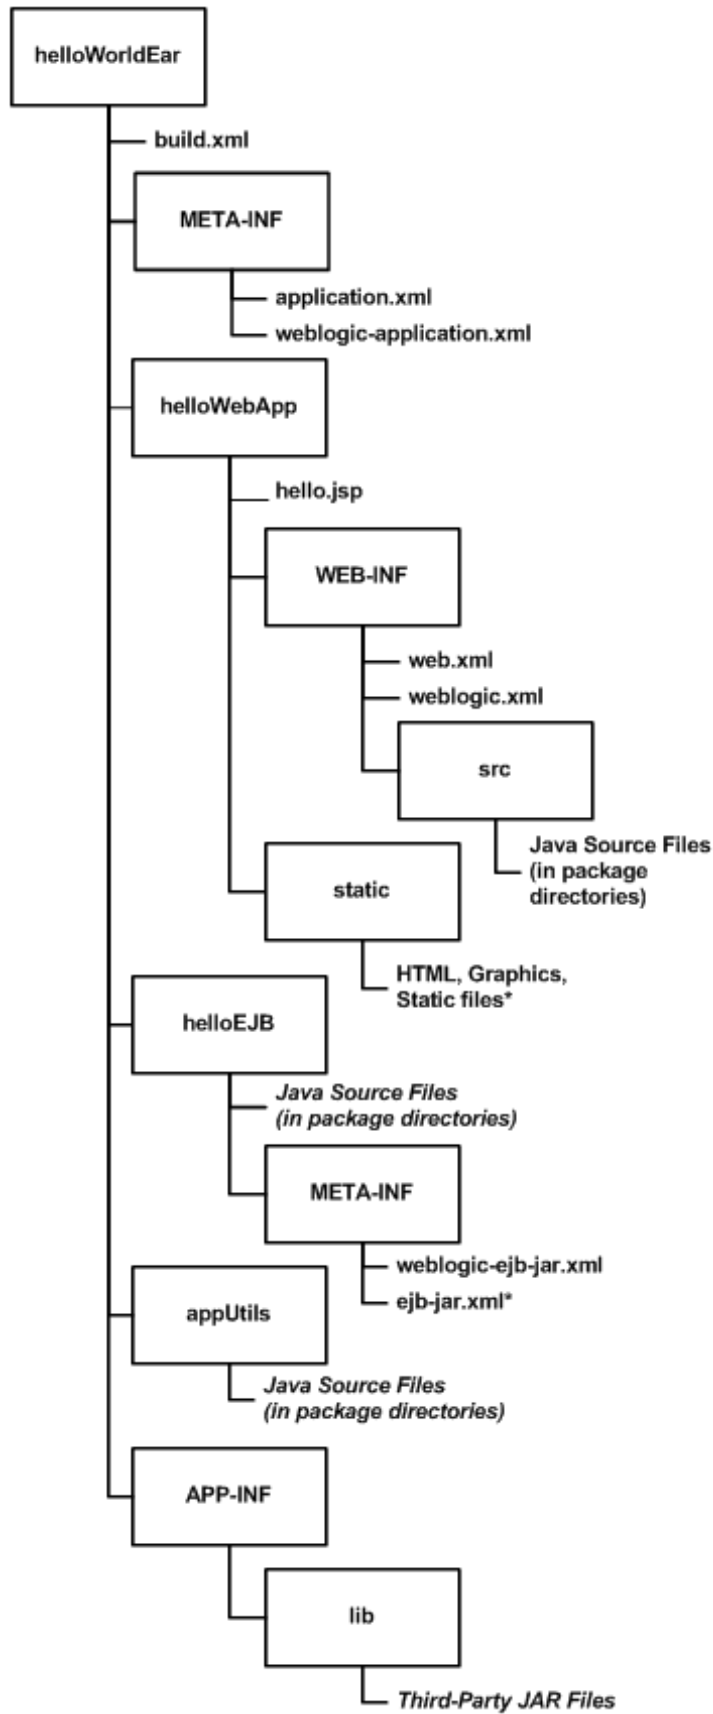 helloWorldEar
build.xml
META-INF
application.xml
weblogic-application.xml
helloWebApp
hello.jsp
WEB-INF
web.xml
weblogic.xml
src
Java Source Files
(in package
directories)
static
HTML, Graphics,
Static files*
helloEJB
Java Source Files
(in package directories)
META-INF
weblogic-ejb-jar.xml
ejb-jar.xml*
appUtils
Java Source Files
(in package directories)
APP-INF
lib
Third-Party JAR Files